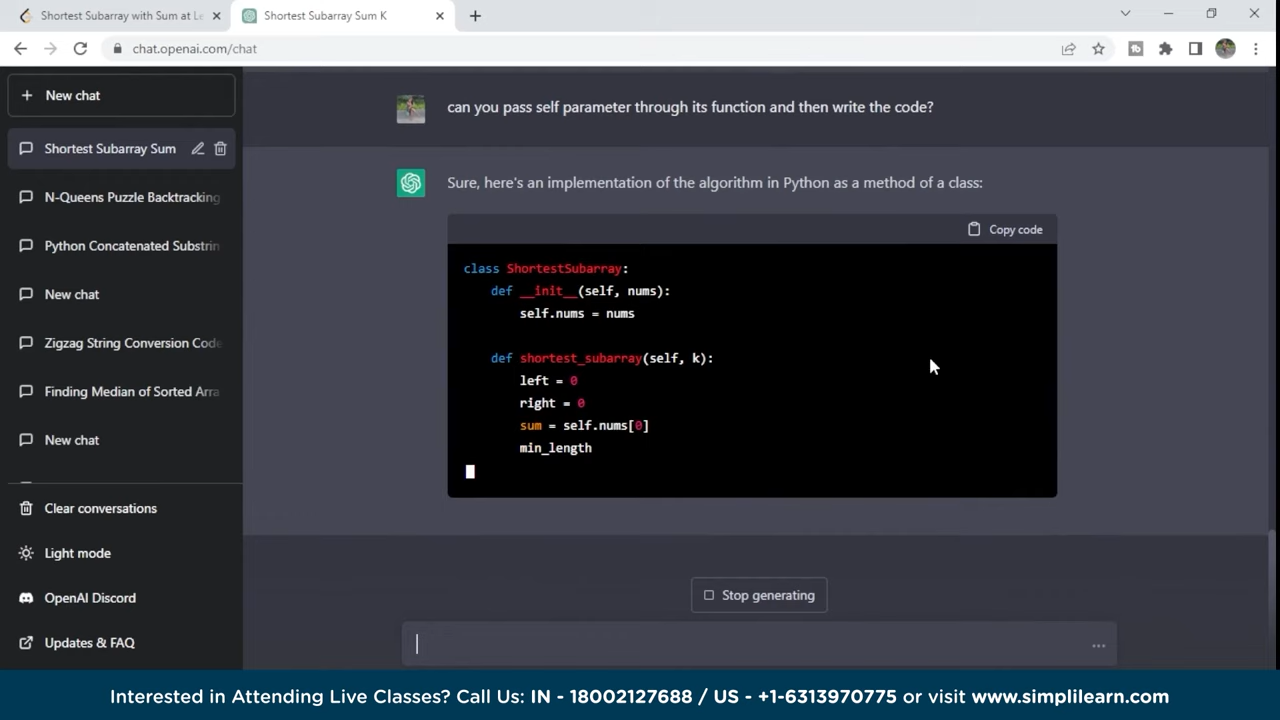 Shortest Subarray with Sum at Le
Shortest Subarray Sum K
chat.openai.com/chat
New chat
Shortest Subarray Sum
N-Queens Puzzle Backtracking
Python Concatenated Substrin
New chat
Zigzag String Conversion Code
Finding Median of Sorted Arra
New chat
Clear conversations
Light mode
OpenAI Discord
Updates & FAQ
can you pass self parameter through its function and then write the code?
Sure, here's an implementation of the algorithm in Python as a method of a class:
Copy code
class ShortestSubarray:
def __init__(self, nums):
self.nums = nums
def shortest_subarray(self, k):
left = 0
right = 0
sum = self.nums[0]
min_length
Stop generating
Interested in Attending Live Classes? Call Us: IN - 18002127688 / US - +1-6313970775 or visit www.simplilearn.com